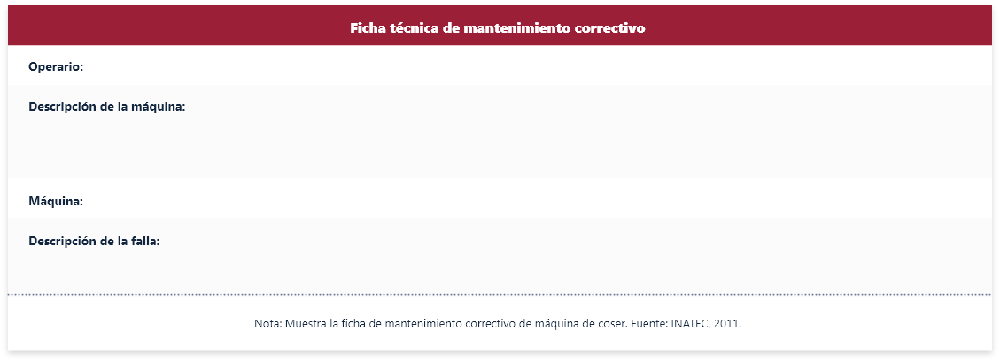 Ficha técnica de mantenimiento correctivo
Operario:
Descripción de la máquina:
Máquina:
Descripción de la falla:
Nota: Muestra la ficha de mantenimiento correctivo de máquina de coser. Fuente: INATEC, 2011.